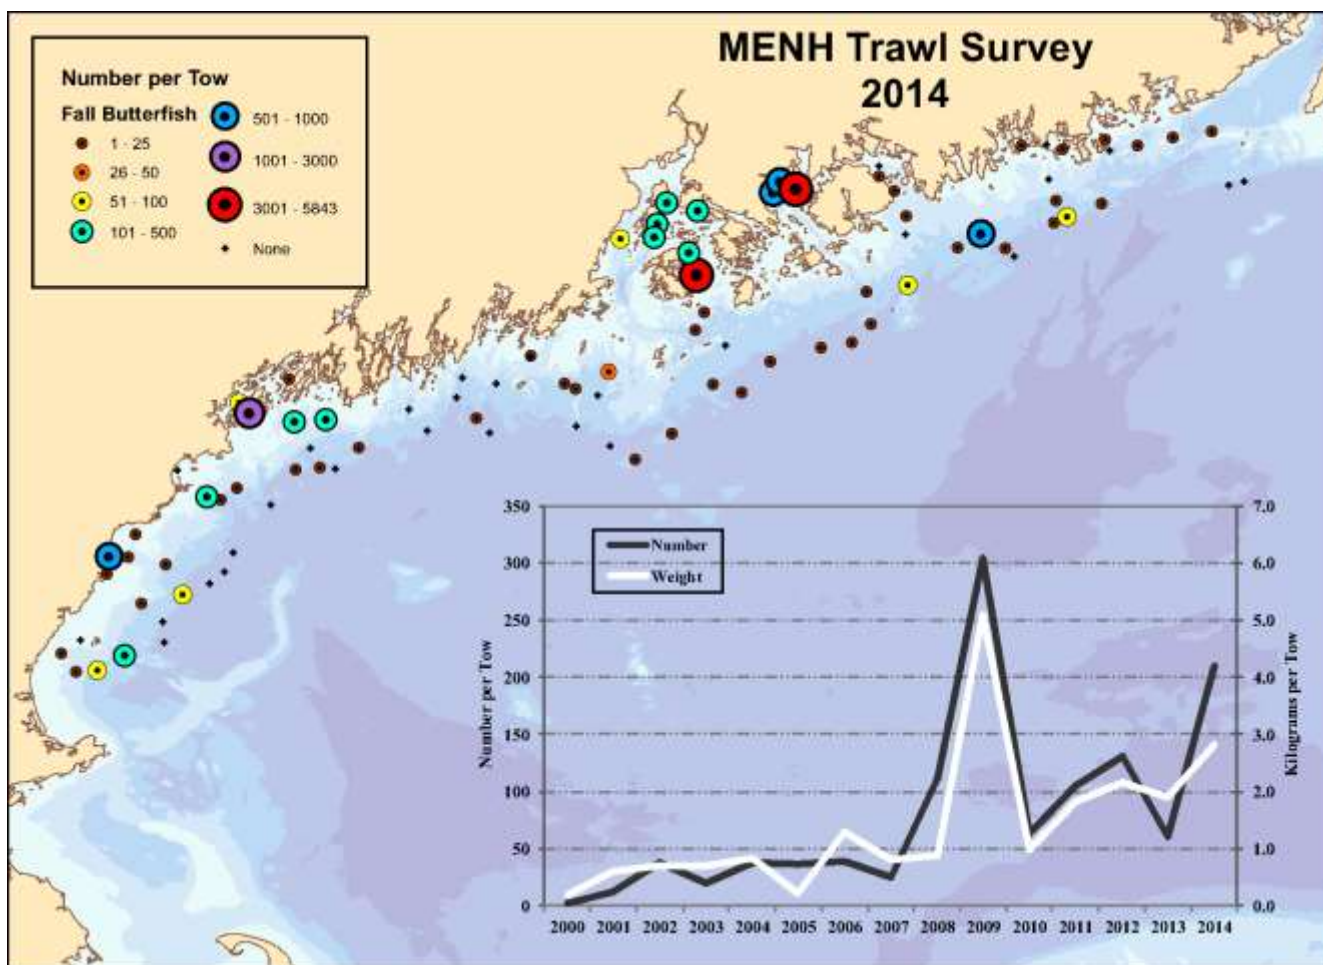 MENH Trawl Survey
2014
Number per Tow
Fall Butterfish
1 - 25
26 - 50
51 - 100
101 - 500
501 - 1000
1001 - 3000
3001 - 5843
None
Number
Weight
Number per Tow
350
300
250
200
150
100
50
0
Kilograms per Tow
7.0
6.0
5.0
4.0
3.0
2.0
1.0
0.0
2000 2001 2002 2003 2004 2005 2006 2007 2008 2009 2010 2011 2012 2013 2014